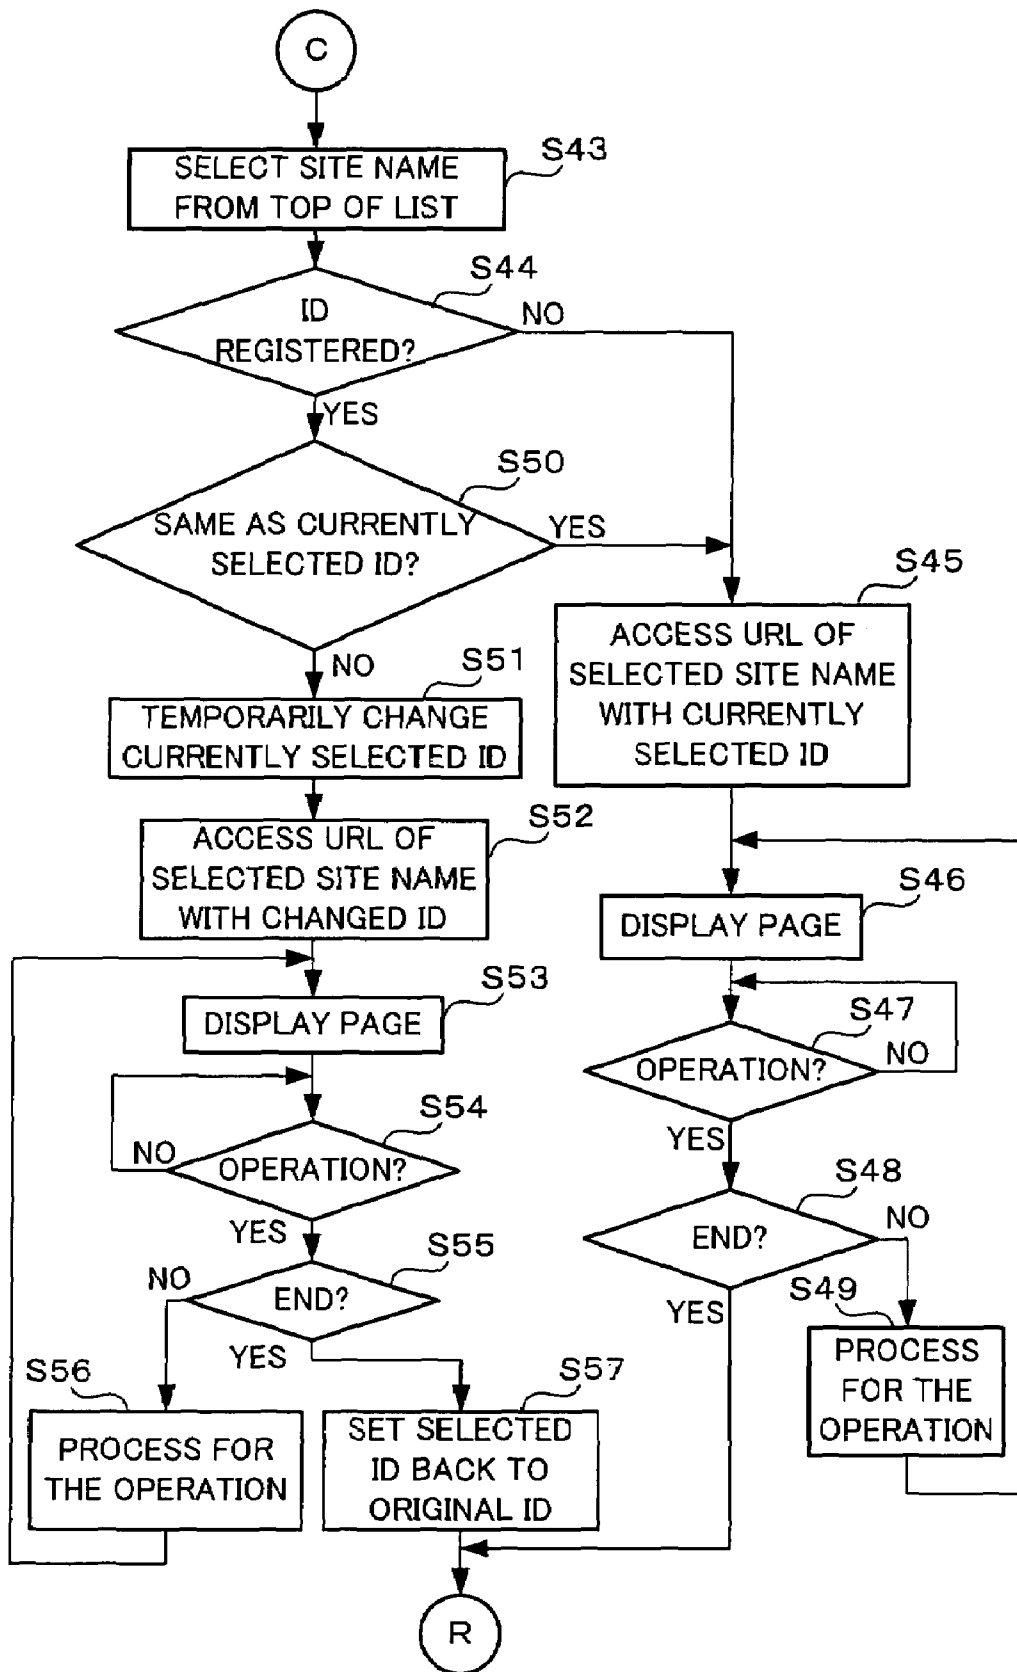 C
S43
SELECT SITE NAME
FROM TOP OF LIST
S44
ID
REGISTERED?
NO
YES
S50
SAME AS CURRENTLY
SELECTED ID?
YES
NO
S45
ACCESS URL OF
SELECTED SITE NAME
WITH CURRENTLY
SELECTED ID
S51
TEMPORARILY CHANGE
CURRENTLY SELECTED ID
S52
ACCESS URL OF
SELECTED SITE NAME
WITH CHANGED ID
S46
DISPLAY PAGE
S53
DISPLAY PAGE
S47
OPERATION?
NO
YES
S54
OPERATION?
NO
YES
S48
END?
NO
YES
S55
END?
NO
YES
S49
PROCESS
FOR THE
OPERATION
S56
PROCESS FOR
THE OPERATION
S57
SET SELECTED
ID BACK TO
ORIGINAL ID
R